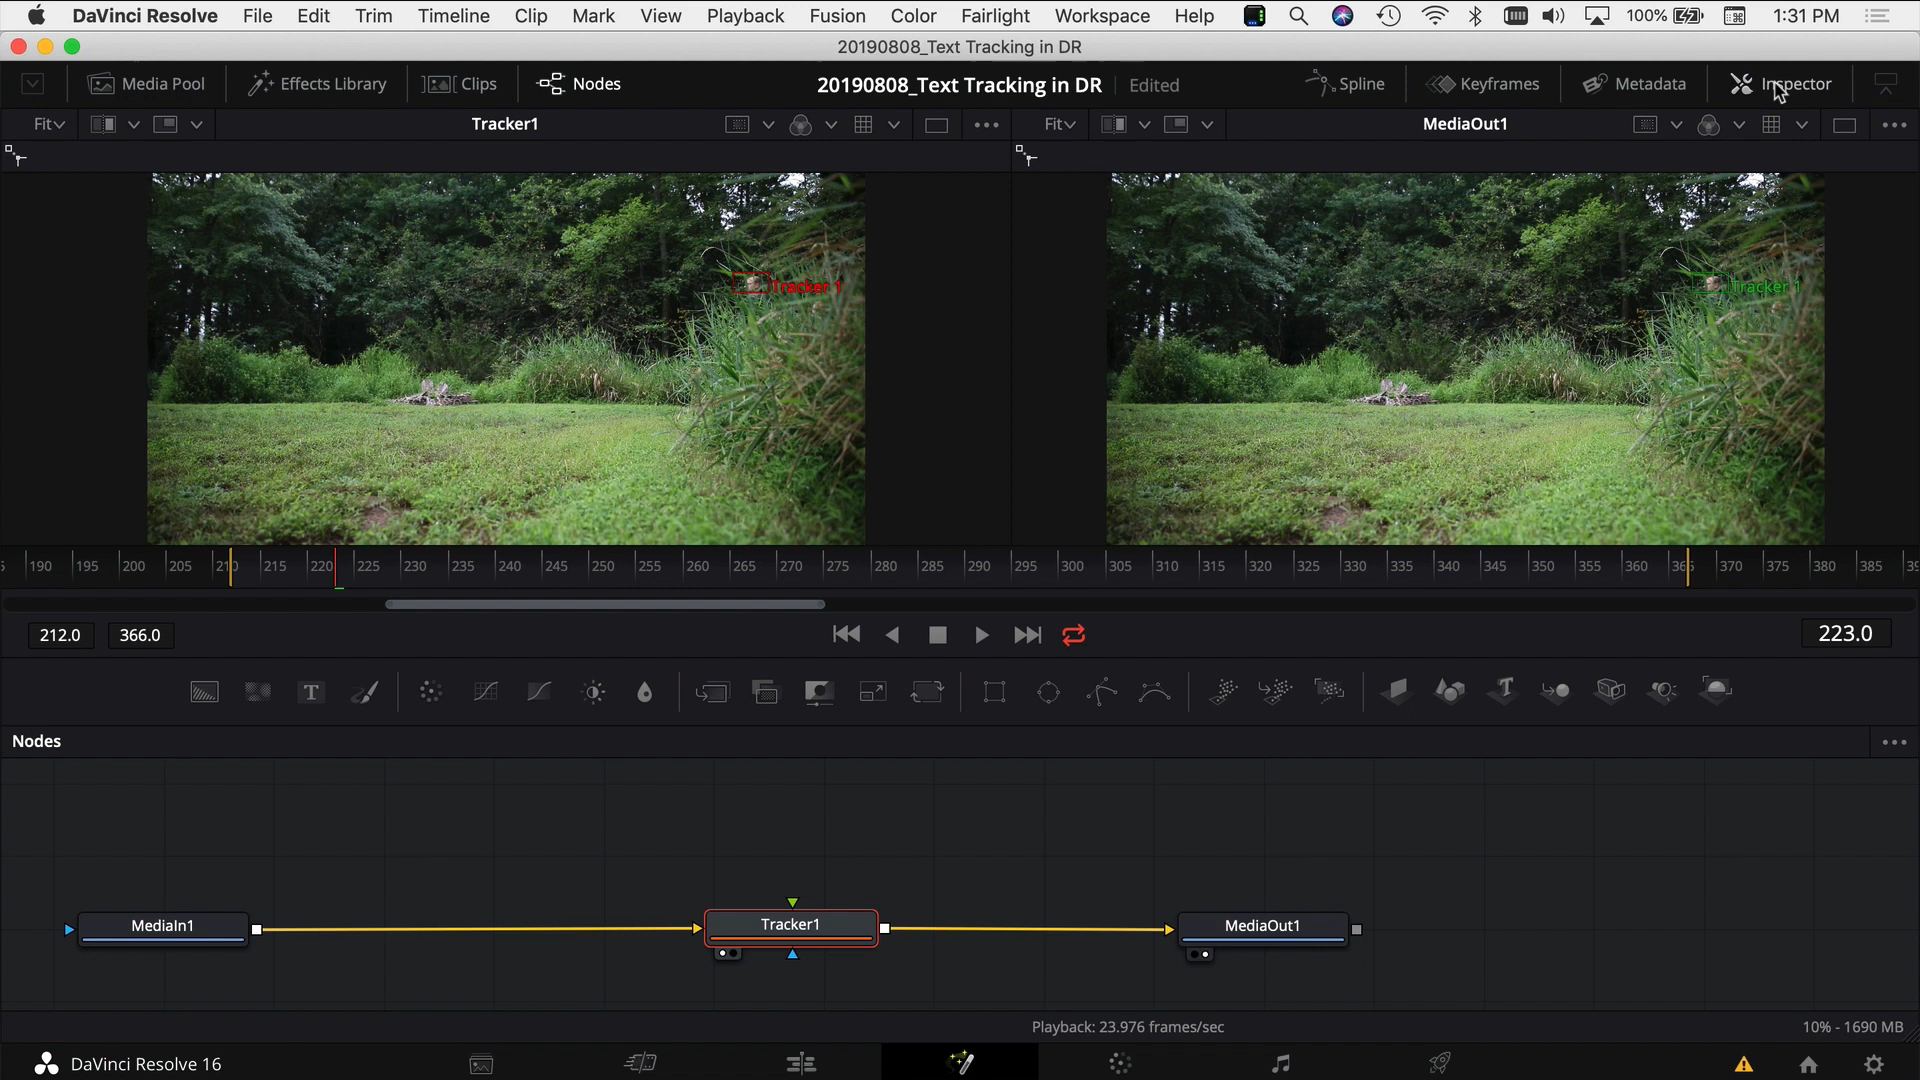 DaVinci Resolve File Edit Trim Timeline Clip Mark View Playback Fusion Color Fairlight Workspace Help 100% 1:31 PM
20190808_Text Tracking in DR
Media Pool Effects Library Clips Nodes 20190808_Text Tracking in DR Edited Spline Keyframes Metadata Inspector
Fit Tracker1 Fit MediaOut1
Tracker 1 Tracker 1
190 195 200 205 210 215 220 225 230 235 240 245 250 255 260 265 270 275 280 285 290 295 300 305 310 315 320 325 330 335 340 345 350 355 360 365 370 375 380 385
212.0 366.0 223.0
T T
Nodes
MediaIn1 Tracker1 MediaOut1
Playback: 23.976 frames/sec 10% - 1690 MB
DaVinci Resolve 16